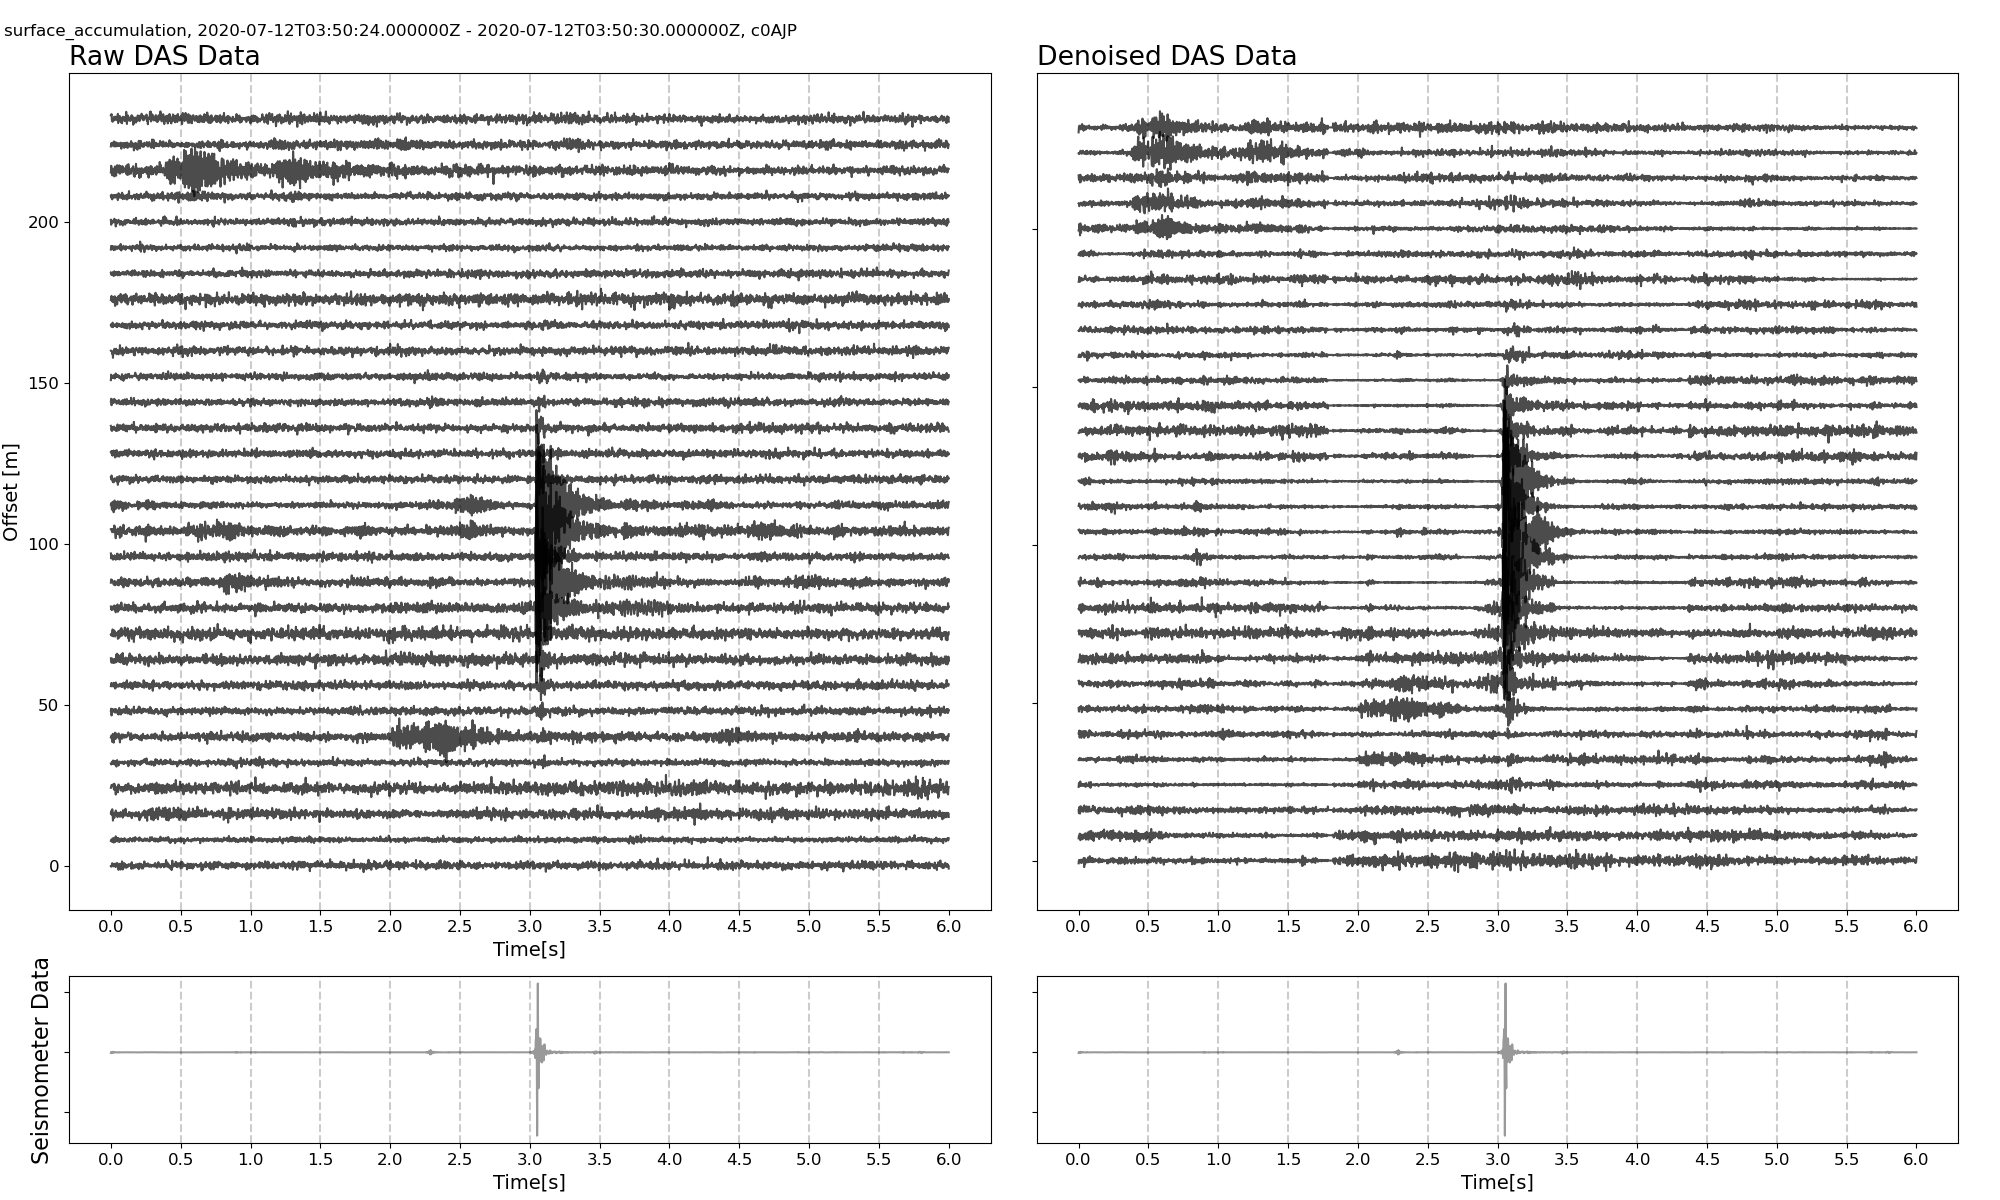 surface_accumulation, 2020-07-12T03:50:24.000000Z - 2020-07-12T03:50:30.000000Z, c0AJP
Raw DAS Data
Denoised DAS Data
Offset [m]
200
150
100
50
0
0.0 0.5 1.0 1.5 2.0 2.5 3.0 3.5 4.0 4.5 5.0 5.5 6.0
Time[s]
0.0 0.5 1.0 1.5 2.0 2.5 3.0 3.5 4.0 4.5 5.0 5.5 6.0
Seismometer Data
0.0 0.5 1.0 1.5 2.0 2.5 3.0 3.5 4.0 4.5 5.0 5.5 6.0
Time[s]
0.0 0.5 1.0 1.5 2.0 2.5 3.0 3.5 4.0 4.5 5.0 5.5 6.0
Time[s]